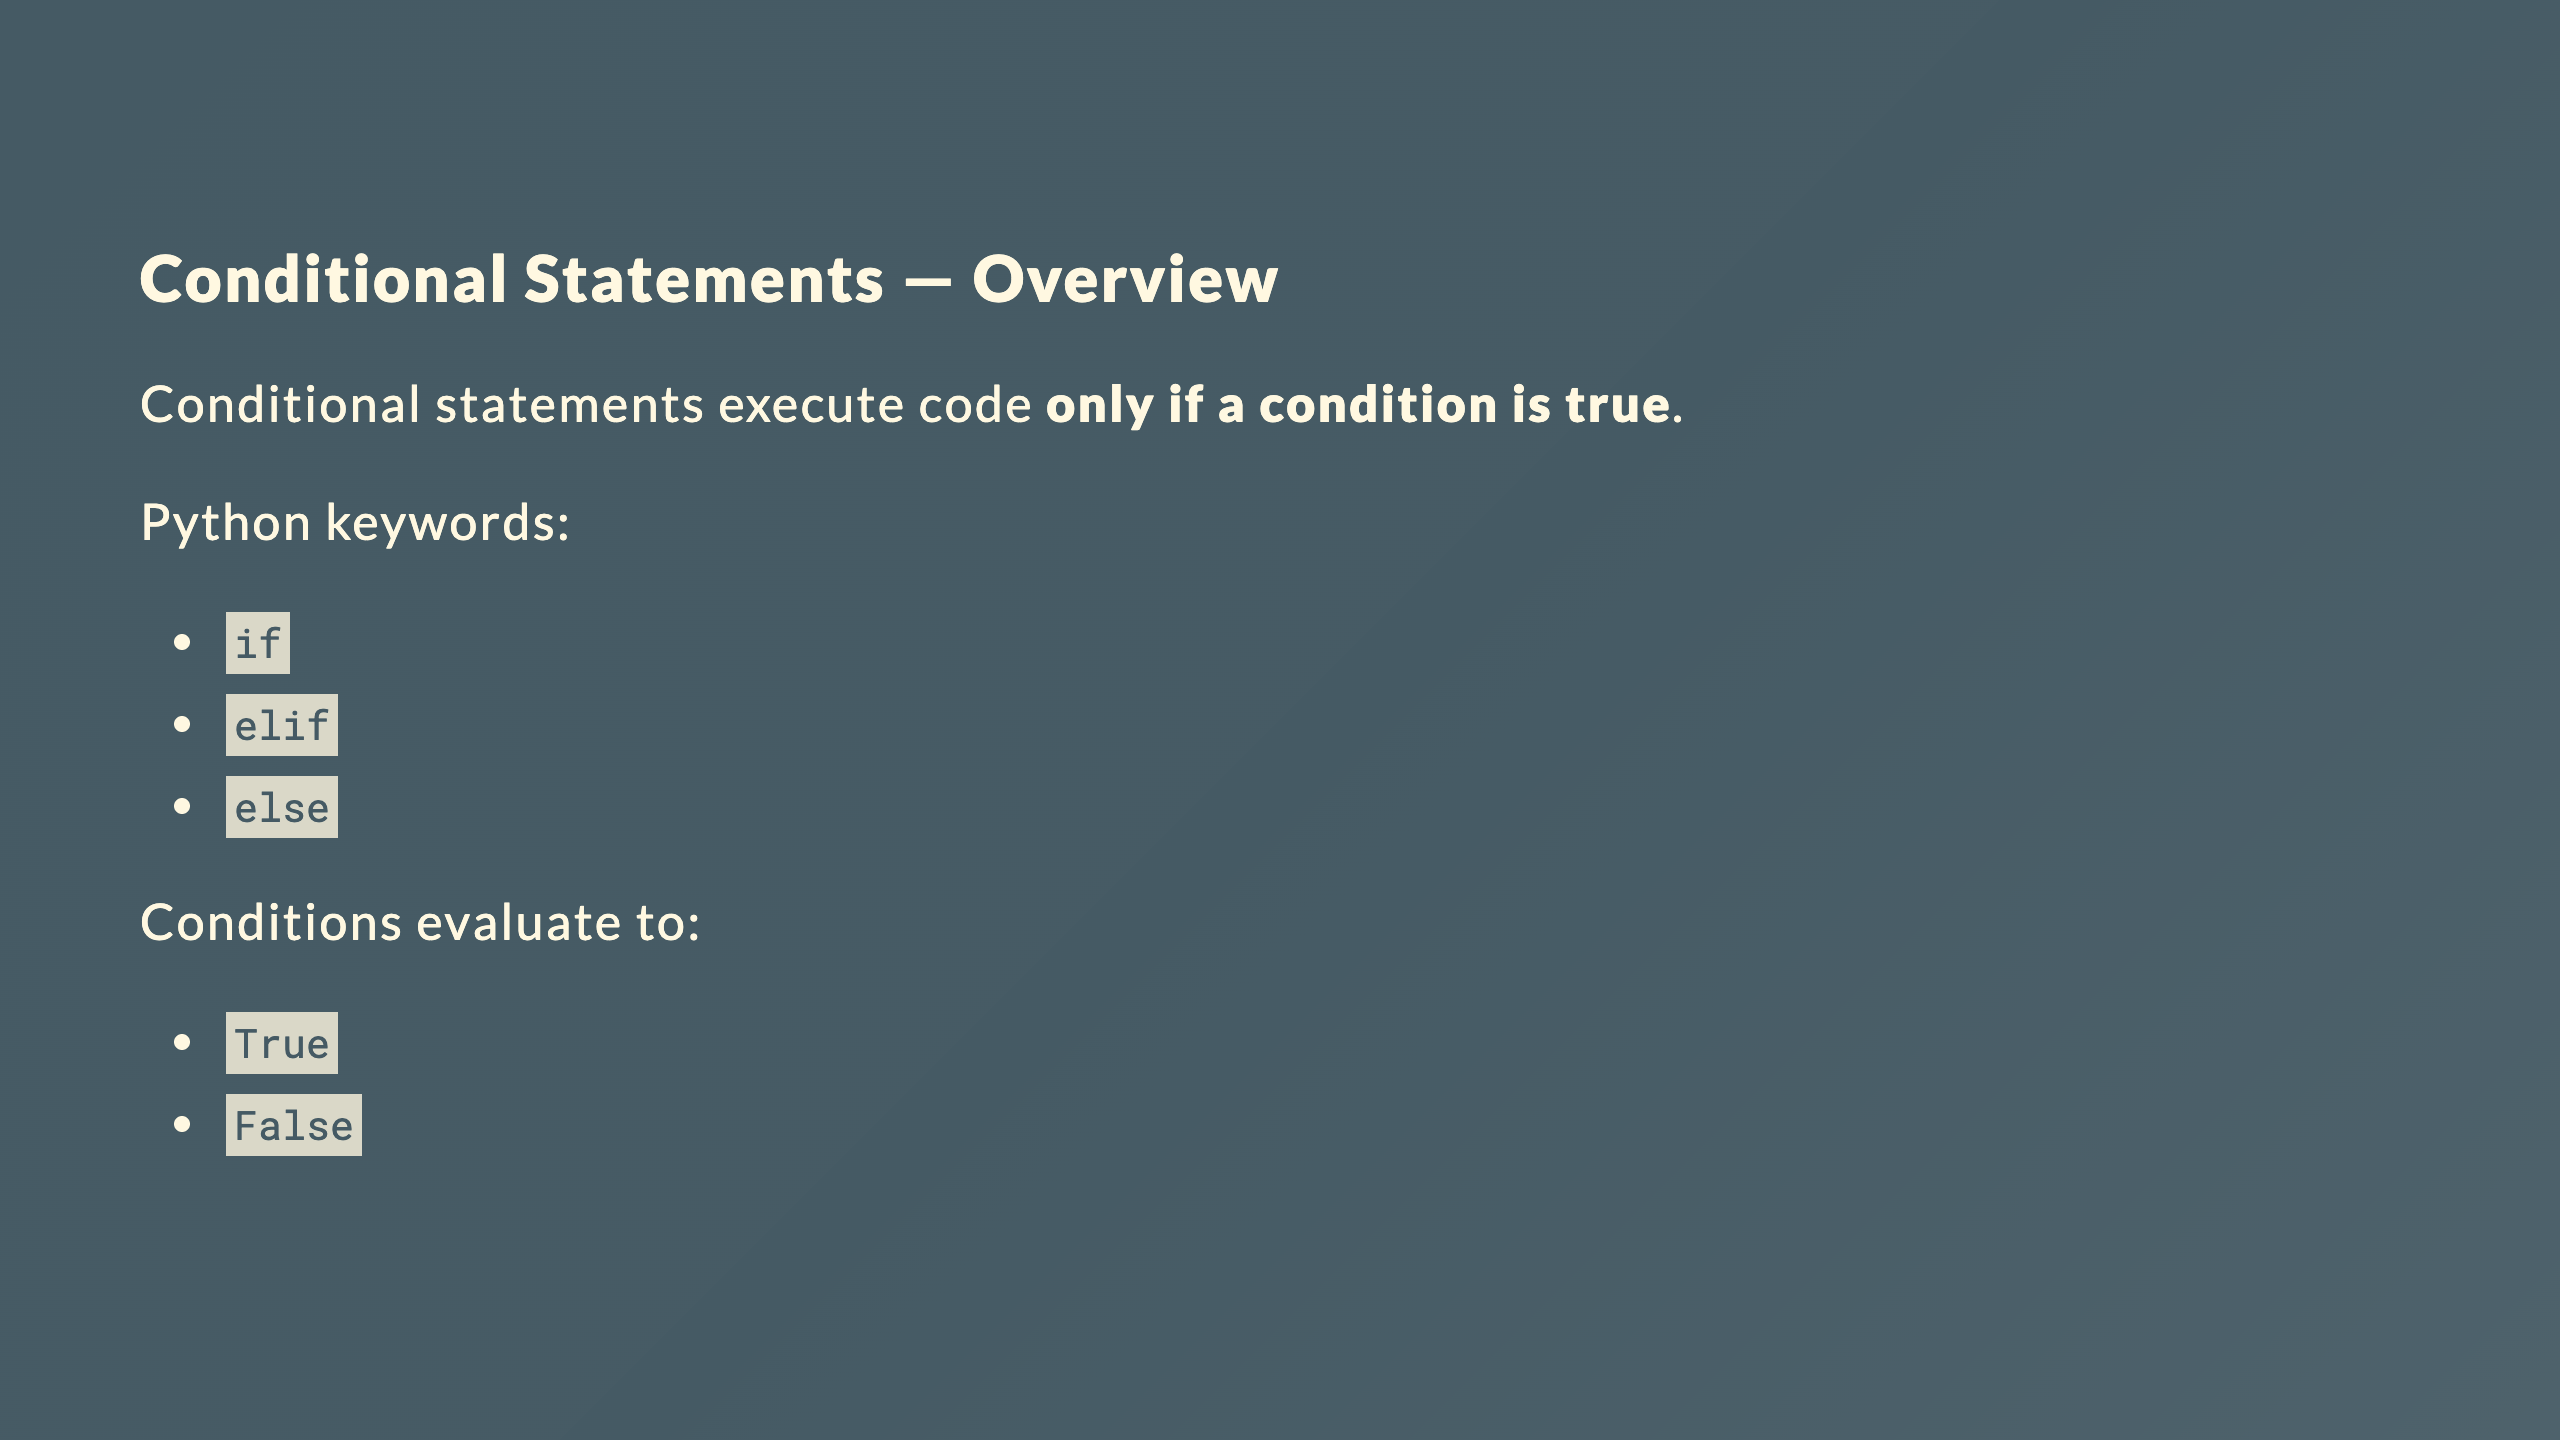 Conditional Statements — Overview
Conditional statements execute code only if a condition is true.
Python keywords:
• if
• elif
• else
Conditions evaluate to:
• True
• False